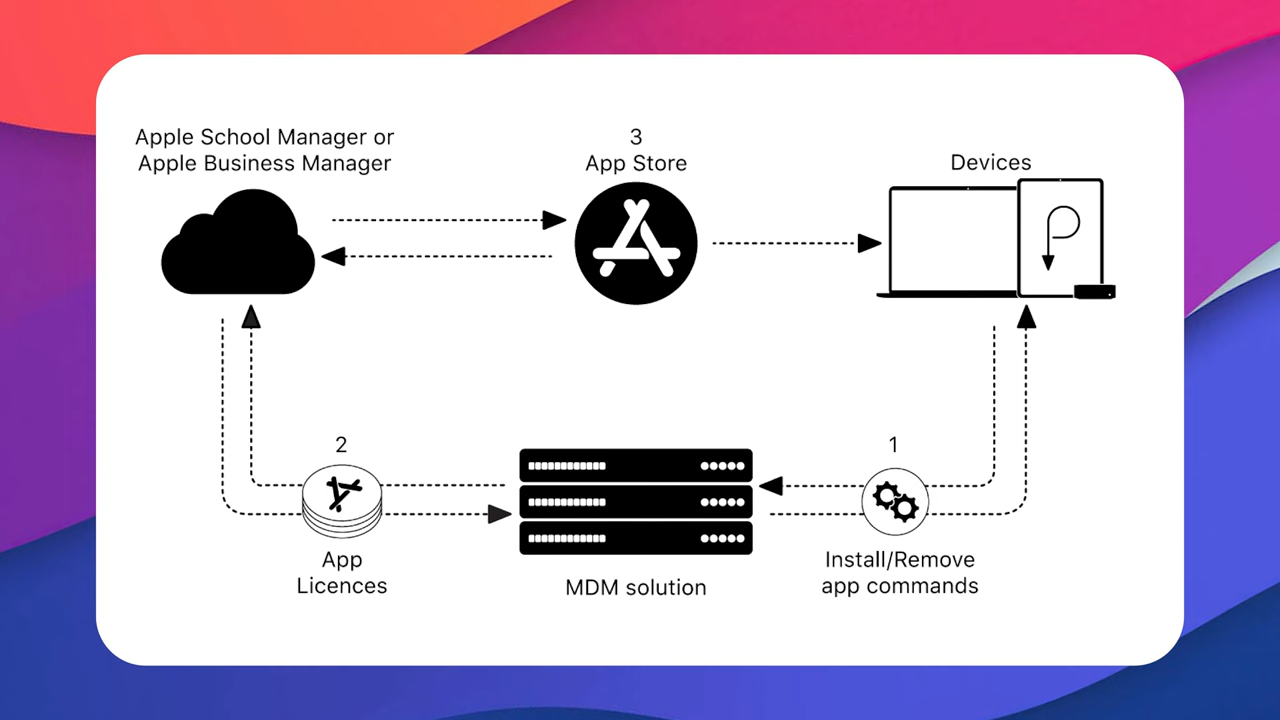 Apple School Manager or
Apple Business Manager
3
App Store
Devices
2
App
Licences
MDM solution
1
Install/Remove
app commands